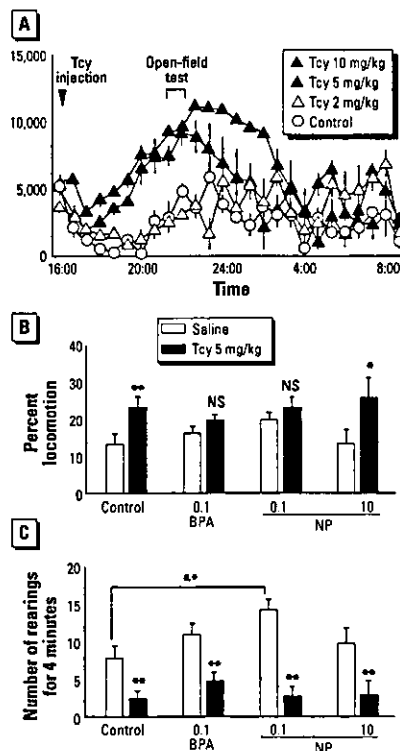 A
Tcy
injection
Open-field
test
Tcy 10 mg/kg
Tcy 5 mg/kg
Tcy 2 mg/kg
Control
15,000
10,000
5,000
0
16:00
20:00
24:00
4:00
8:00
Time
B
Saline
Tcy 5 mg/kg
Percent
locomotion
40
30
20
10
0
**
NS
NS
*
Control
0.1
0.1
10
BPA
NP
C
Number of rearings
for 4 minutes
20
15
10
5
0
**
**
**
**
Control
0.1
0.1
10
BPA
NP